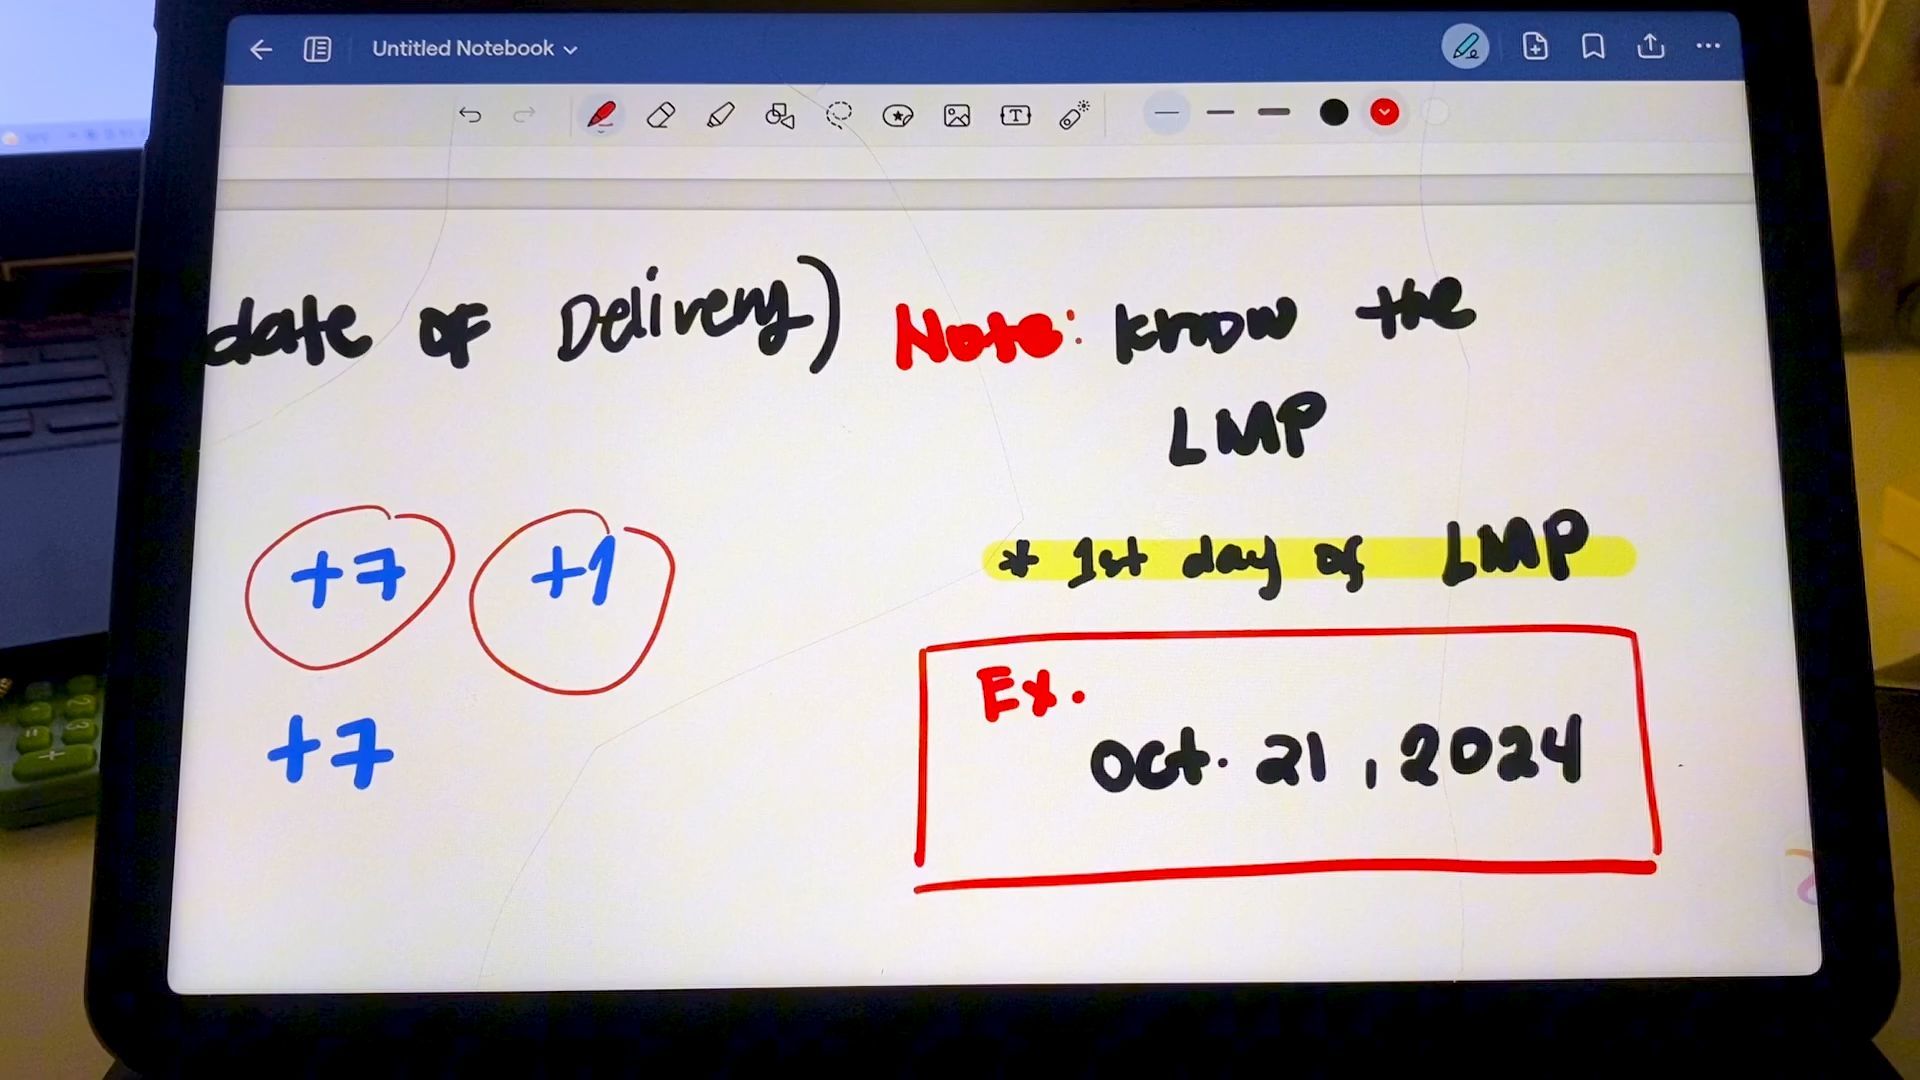 Untitled Notebook
date of Delivery) Note: Know the
LMP
+7 +1
* 1st day of LMP
+7
Ex.
Oct. 21, 2024